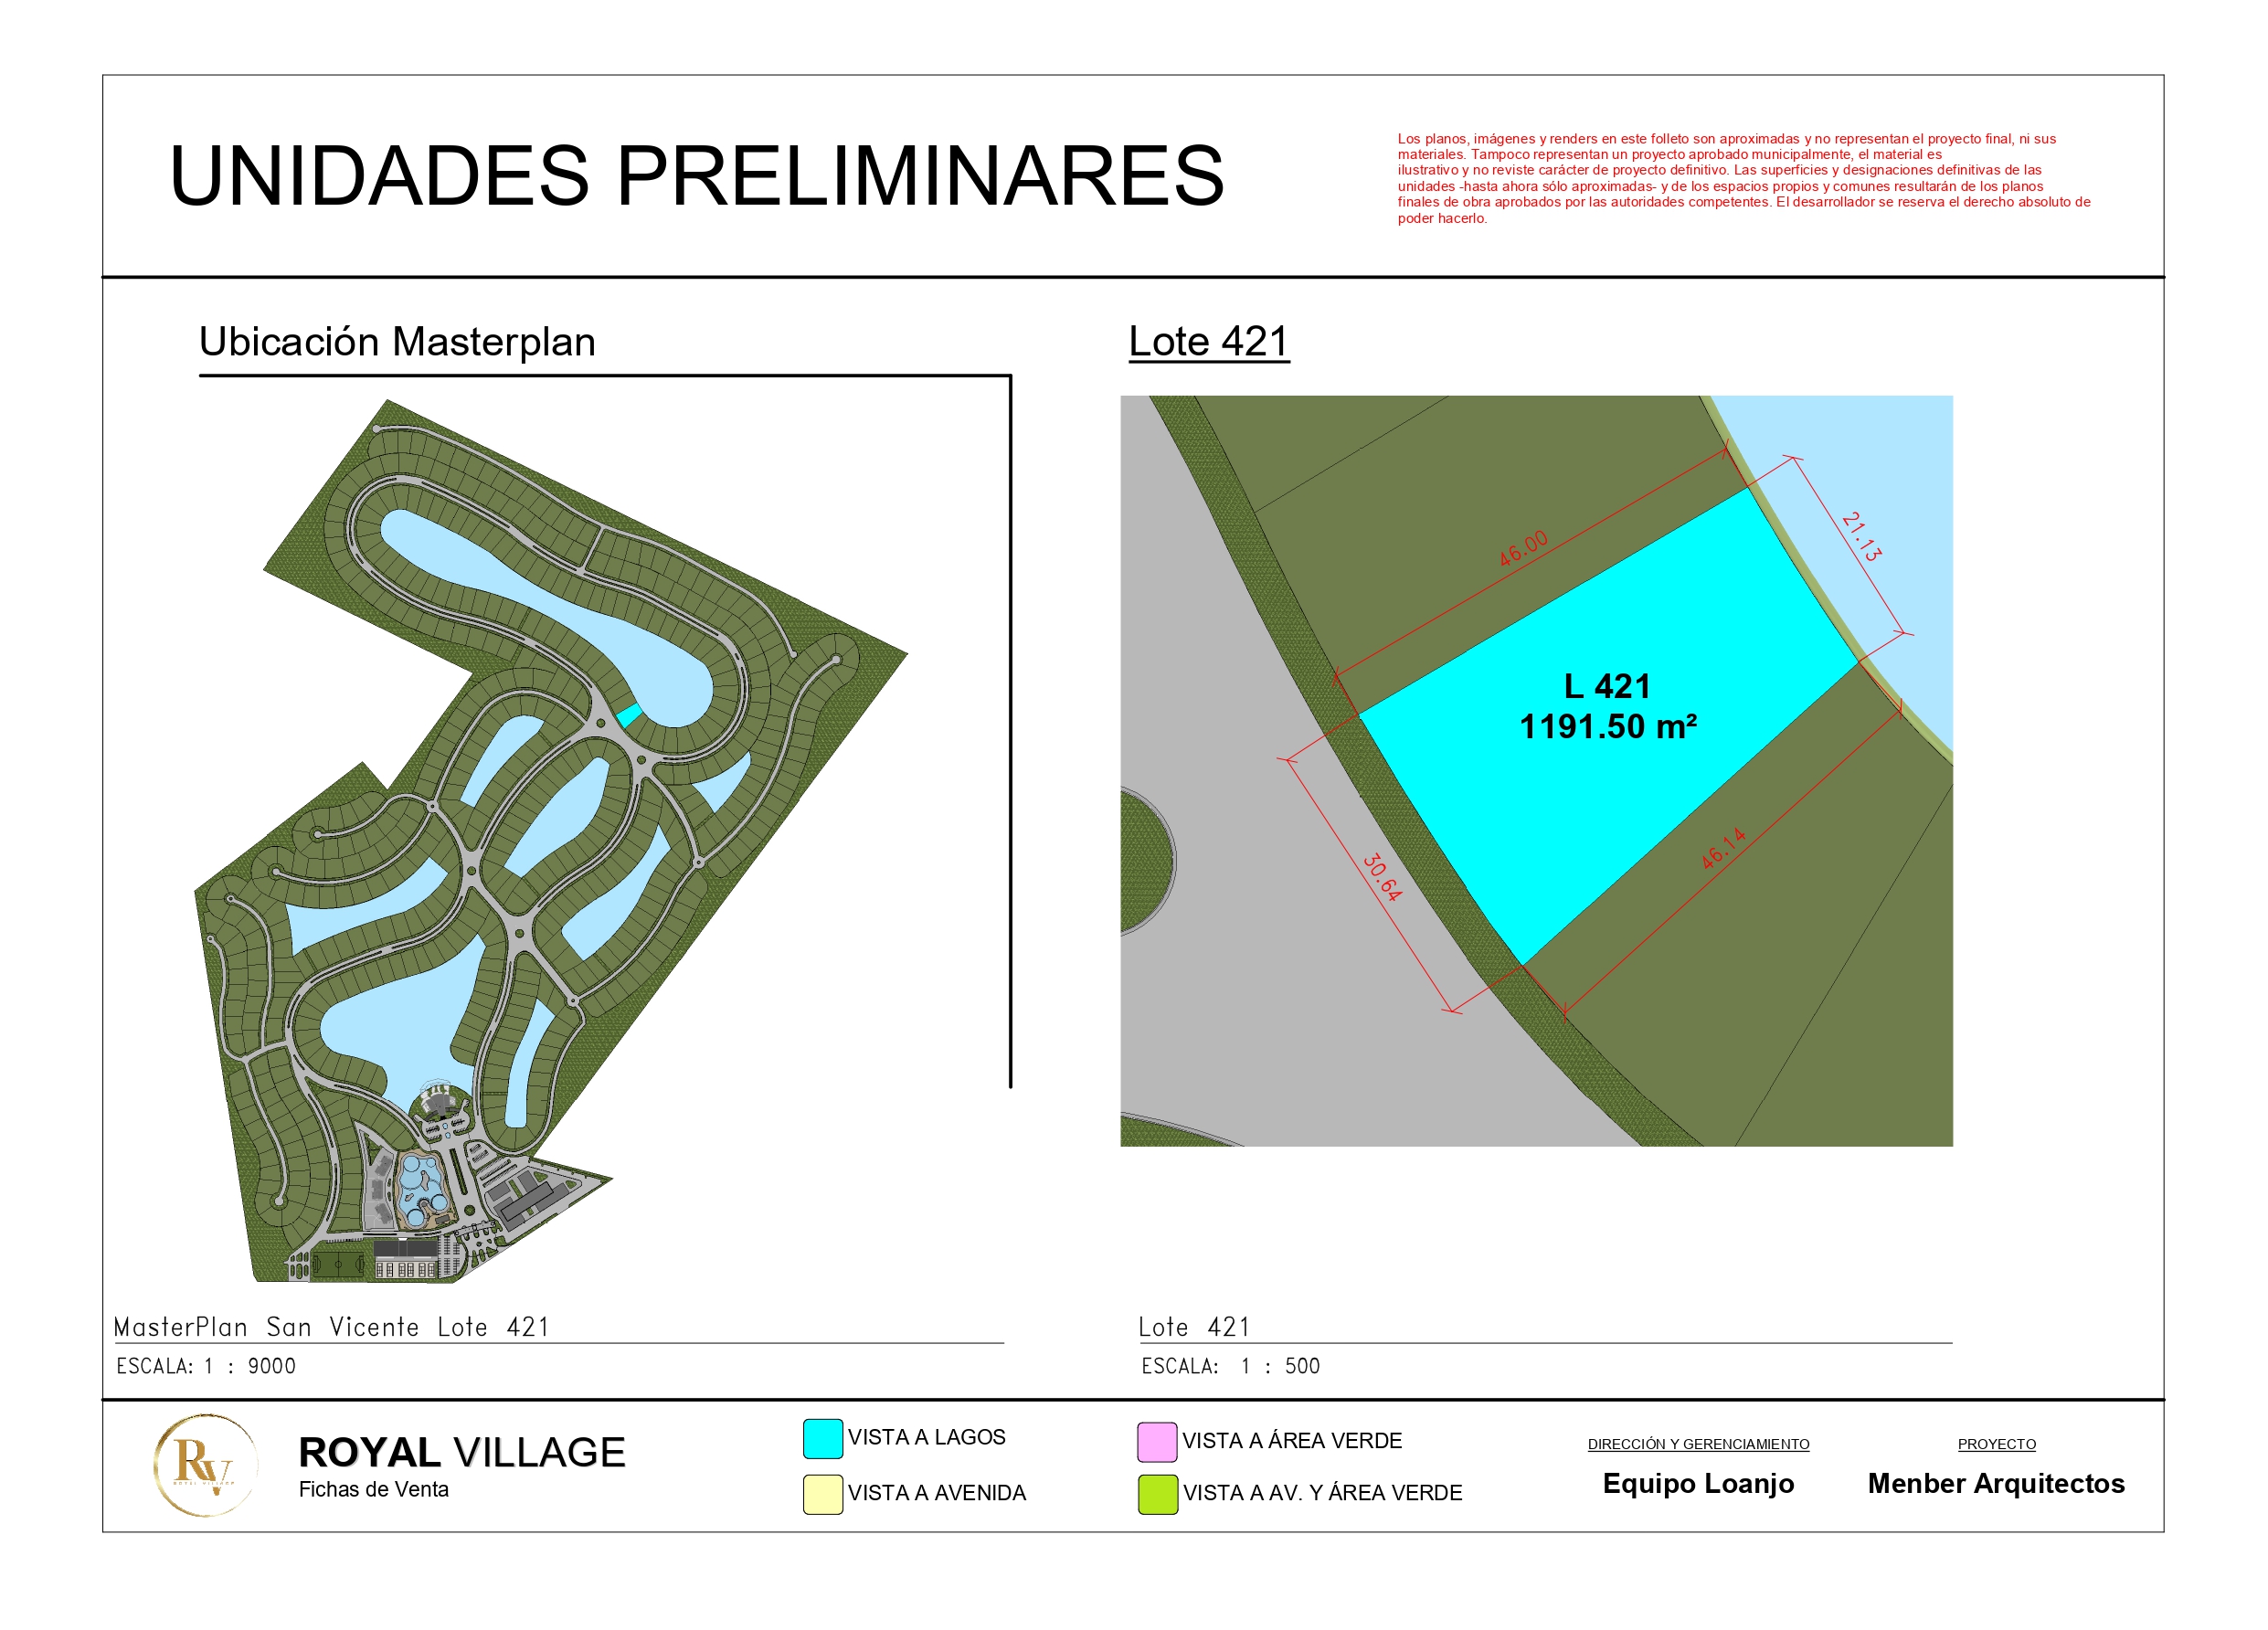 UNIDADES PRELIMINARES
Los planos, imágenes y renders en este folleto son aproximadas y no representan el proyecto final, ni sus
materiales. Tampoco representan un proyecto aprobado municipalmente, el material es
ilustrativo y no reviste carácter de proyecto definitivo. Las superficies y designaciones definitivas de las
unidades -hasta ahora sólo aproximadas- y de los espacios propios y comunes resultarán de los planos
finales de obra aprobados por las autoridades competentes. El desarrollador se reserva el derecho absoluto de
poder hacerlo.
Ubicación Masterplan
Lote 421
46.00
21.13
L 421
1191.50 m²
30.64
46.14
MasterPlan San Vicente Lote 421
ESCALA: 1 : 9000
Lote 421
ESCALA: 1 : 500
RV
ROYAL VILLAGE
ROYAL VILLAGE
Fichas de Venta
VISTA A LAGOS
VISTA A AVENIDA
VISTA A ÁREA VERDE
VISTA A AV. Y ÁREA VERDE
DIRECCIÓN Y GERENCIAMIENTO
Equipo Loanjo
PROYECTO
Menber Arquitectos